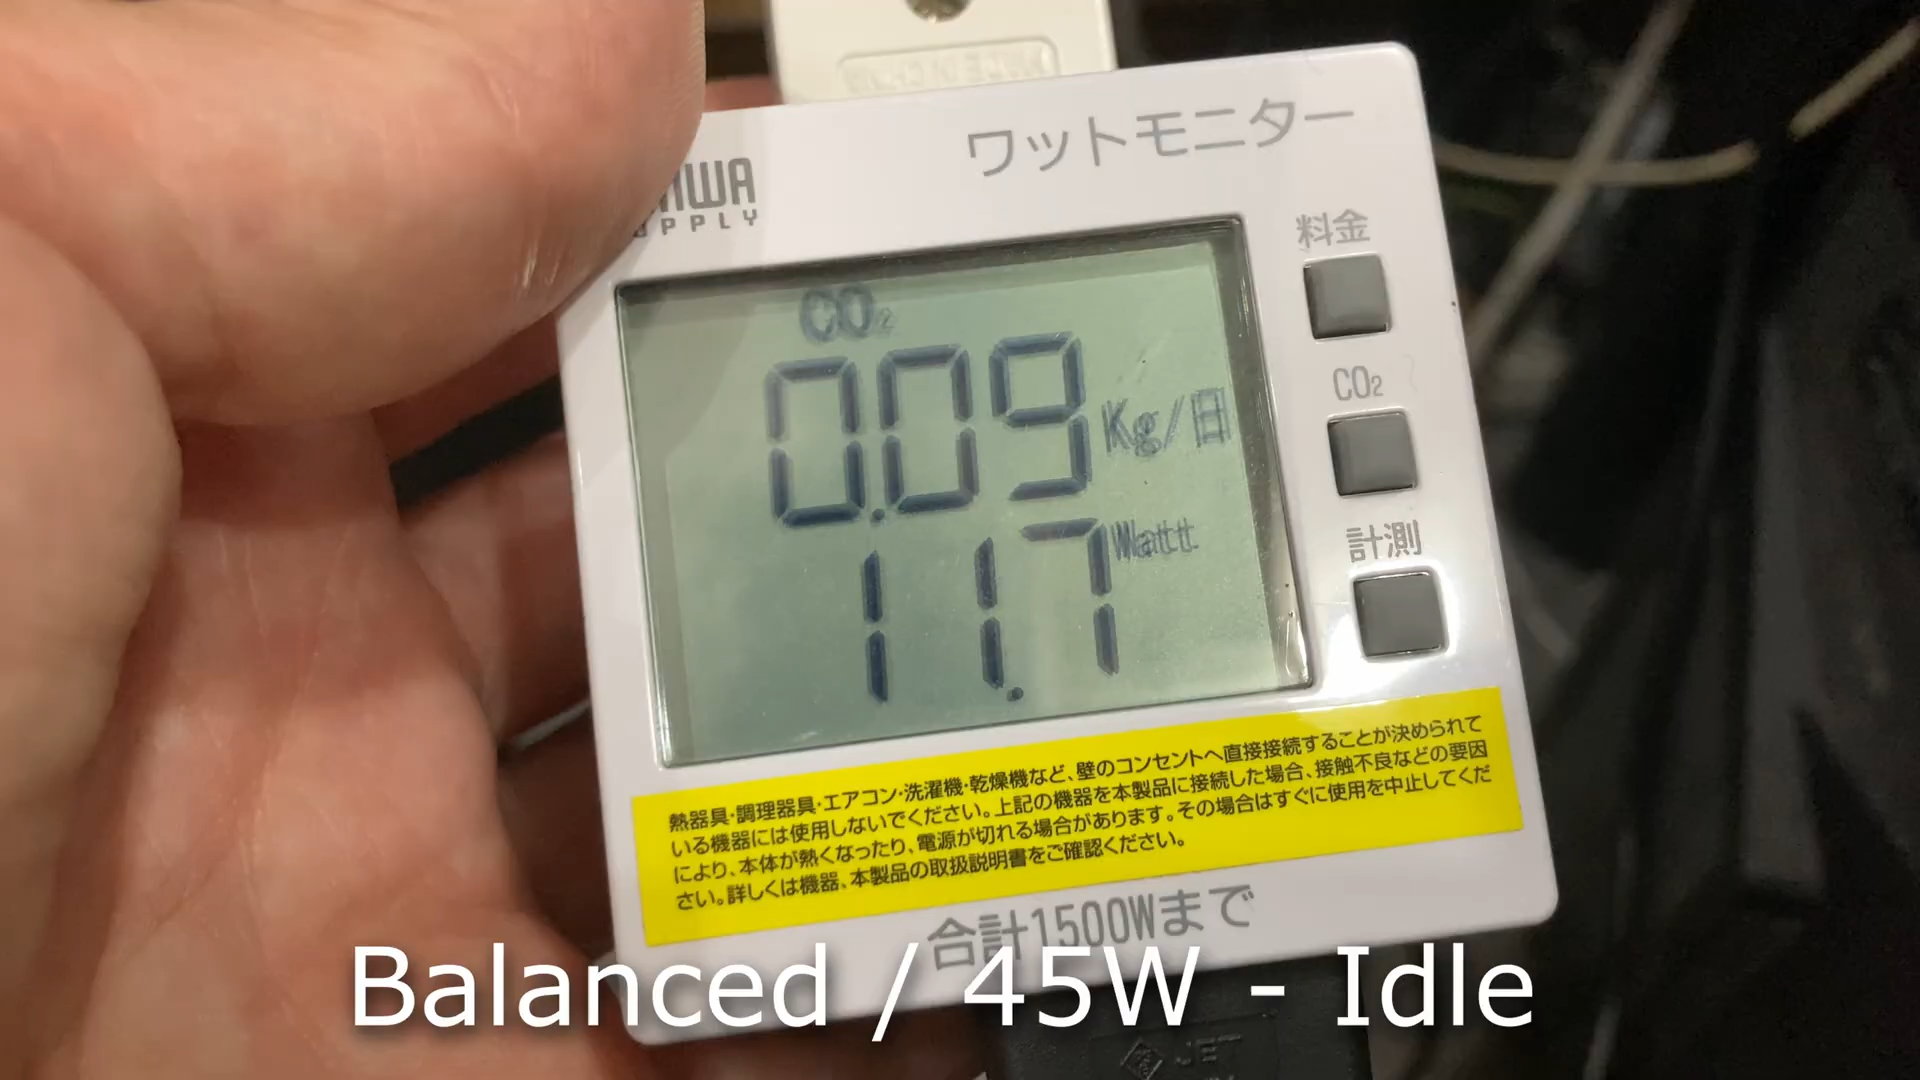 MADE IN CHINA
ワットモニター
WA
UPPLY
料金
CO₂
0.09 Kg/日
CO₂
11.7 Watt
計測
熱器具・調理器具・エアコン・洗濯機・乾燥機など、壁のコンセントへ直接接続することが決められて
いる機器には使用しないでください。上記の機器を本製品に接続した場合、接触不良などの要因
により、本体が熱くなったり、電源が切れる場合があります。その場合はすぐに使用を中止してくだ
さい。詳しくは機器、本製品の取扱説明書をご確認ください。
合計1500Wまで
Balanced / 45W - Idle
JET